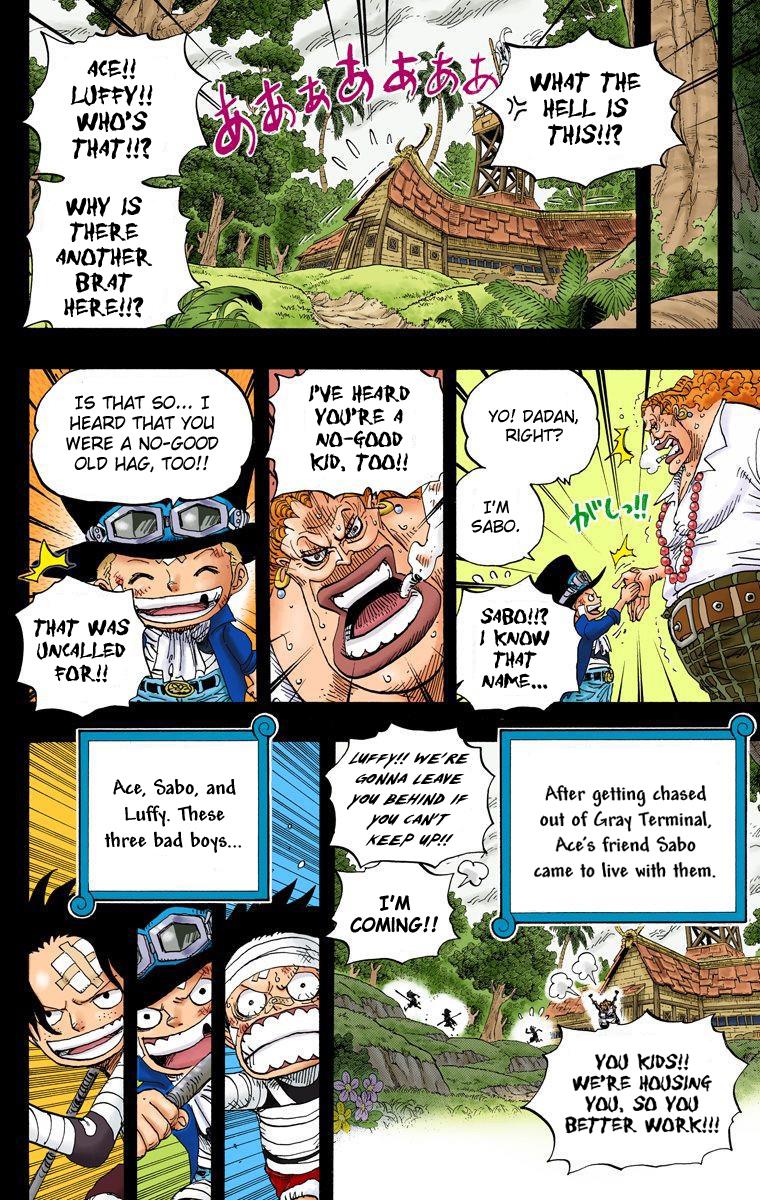 WHAT THE
HELL IS
THIS!!?
あああああああ
ACE!!
LUFFY!!
WHO'S
THAT!!?
WHY IS
THERE
ANOTHER
BRAT
HERE!!?
YO! DADAN,
RIGHT?
I'M
SABO.
がしっ!!
SABO!!?
I KNOW
THAT
NAME...
I'VE HEARD
YOU'RE A
NO-GOOD
KID, TOO!!
IS THAT SO... I
HEARD THAT YOU
WERE A NO-GOOD
OLD HAG, TOO!!
THAT WAS
UNCALLED
FOR!!
After getting chased
out of Gray Terminal,
Ace's friend Sabo
came to live with them.
LUFFY!! WE'RE
GONNA LEAVE
YOU BEHIND IF
YOU CAN'T
KEEP UP!!
I'M
COMING!!
YOU KIDS!!
WE'RE HOUSING
YOU, SO YOU
BETTER WORK!!!
Ace, Sabo, and
Luffy. These
three bad boys...